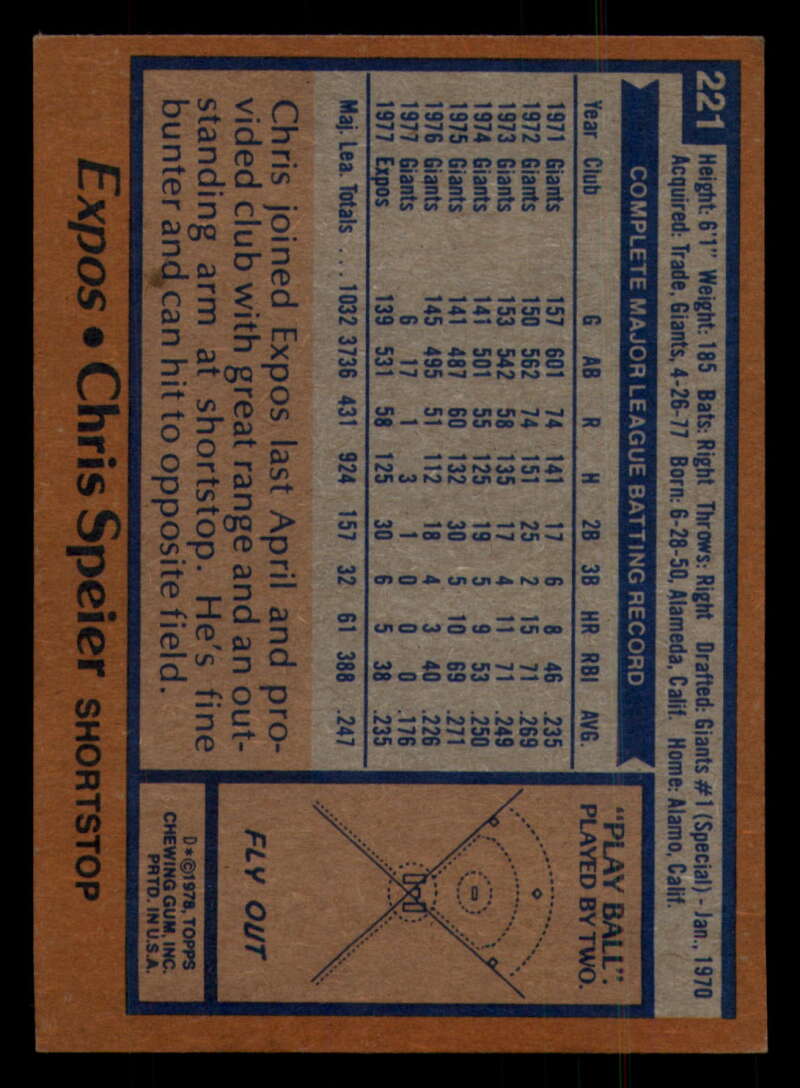 221
Height: 6'1" Weight: 185 Bats: Right Throws: Right Drafted: Giants #1 (Special) - Jan., 1970
Acquired: Trade, Giants, 4-26-77 Born: 6-28-50, Alameda, Calif. Home: Alamo, Calif.
COMPLETE MAJOR LEAGUE BATTING RECORD
Year Club G AB R H 2B 3B HR RBI AVG.
1971 Giants 157 601 74 141 17 6 8 46 .235
1972 Giants 150 562 74 151 25 2 15 71 .269
1973 Giants 153 542 58 135 17 4 11 71 .249
1974 Giants 141 501 55 125 19 5 9 53 .250
1975 Giants 141 487 60 132 30 5 10 69 .271
1976 Giants 145 495 51 112 18 4 3 40 .226
1977 Giants 6 17 1 3 1 0 0 0 .176
1977 Expos 139 531 58 125 30 6 5 38 .235
Maj. Lea. Totals ... 1032 3736 431 924 157 32 61 388 .247
Chris joined Expos last April and pro-
vided club with great range and an out-
standing arm at shortstop. He's fine
bunter and can hit to opposite field.
"PLAY BALL":
PLAYED BY TWO.
FLY OUT
D*©1978, TOPPS
CHEWING GUM, INC.
PRTD. IN U.S.A.
Expos • Chris Speier SHORTSTOP